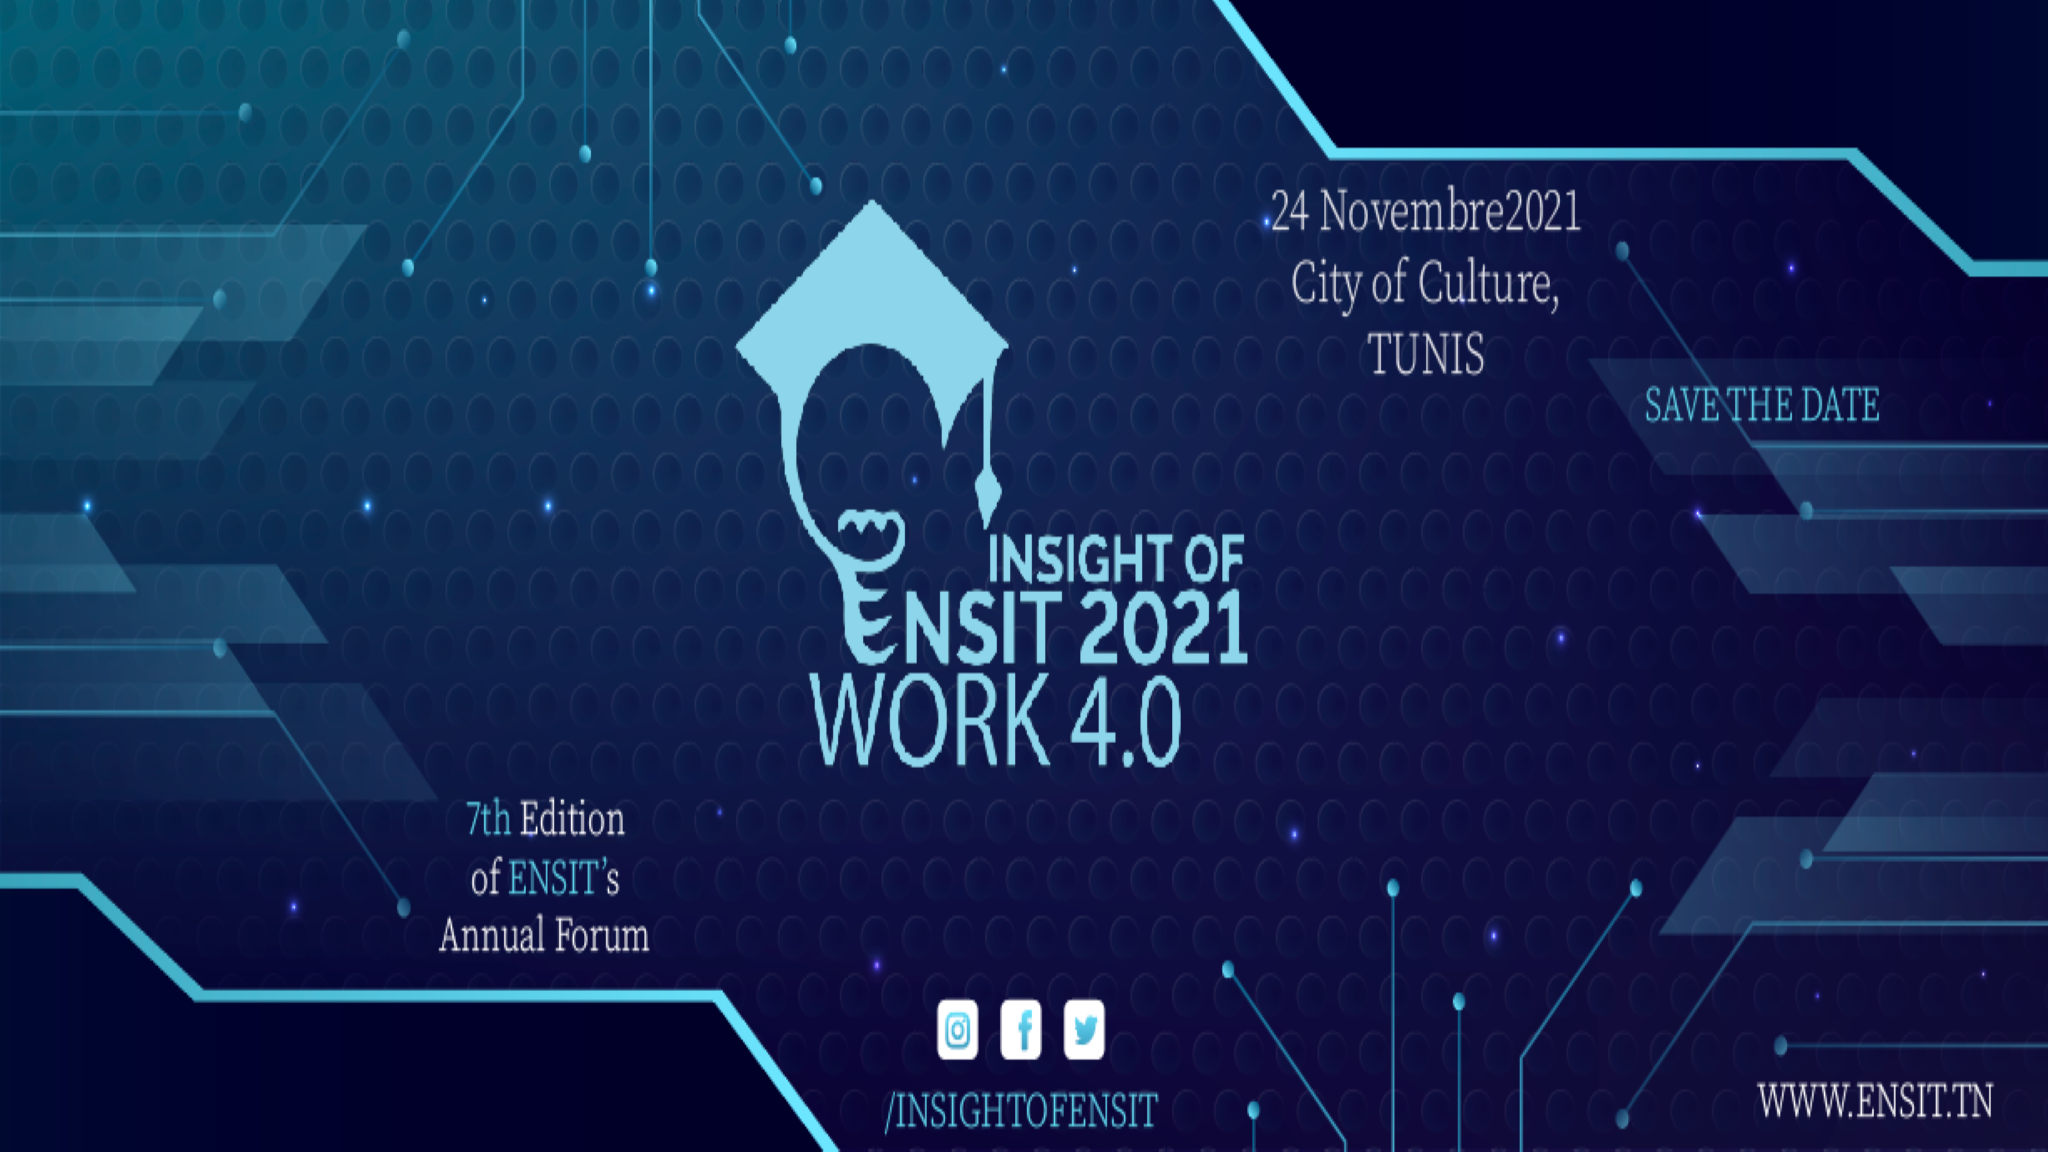 24 Novembre2021
City of Culture,
TUNIS
SAVE THE DATE
INSIGHT OF
ENSIT 2021
WORK 4.0
7th Edition
of ENSIT's
Annual Forum
/INSIGHTOFENSIT
WWW.ENSIT.TN